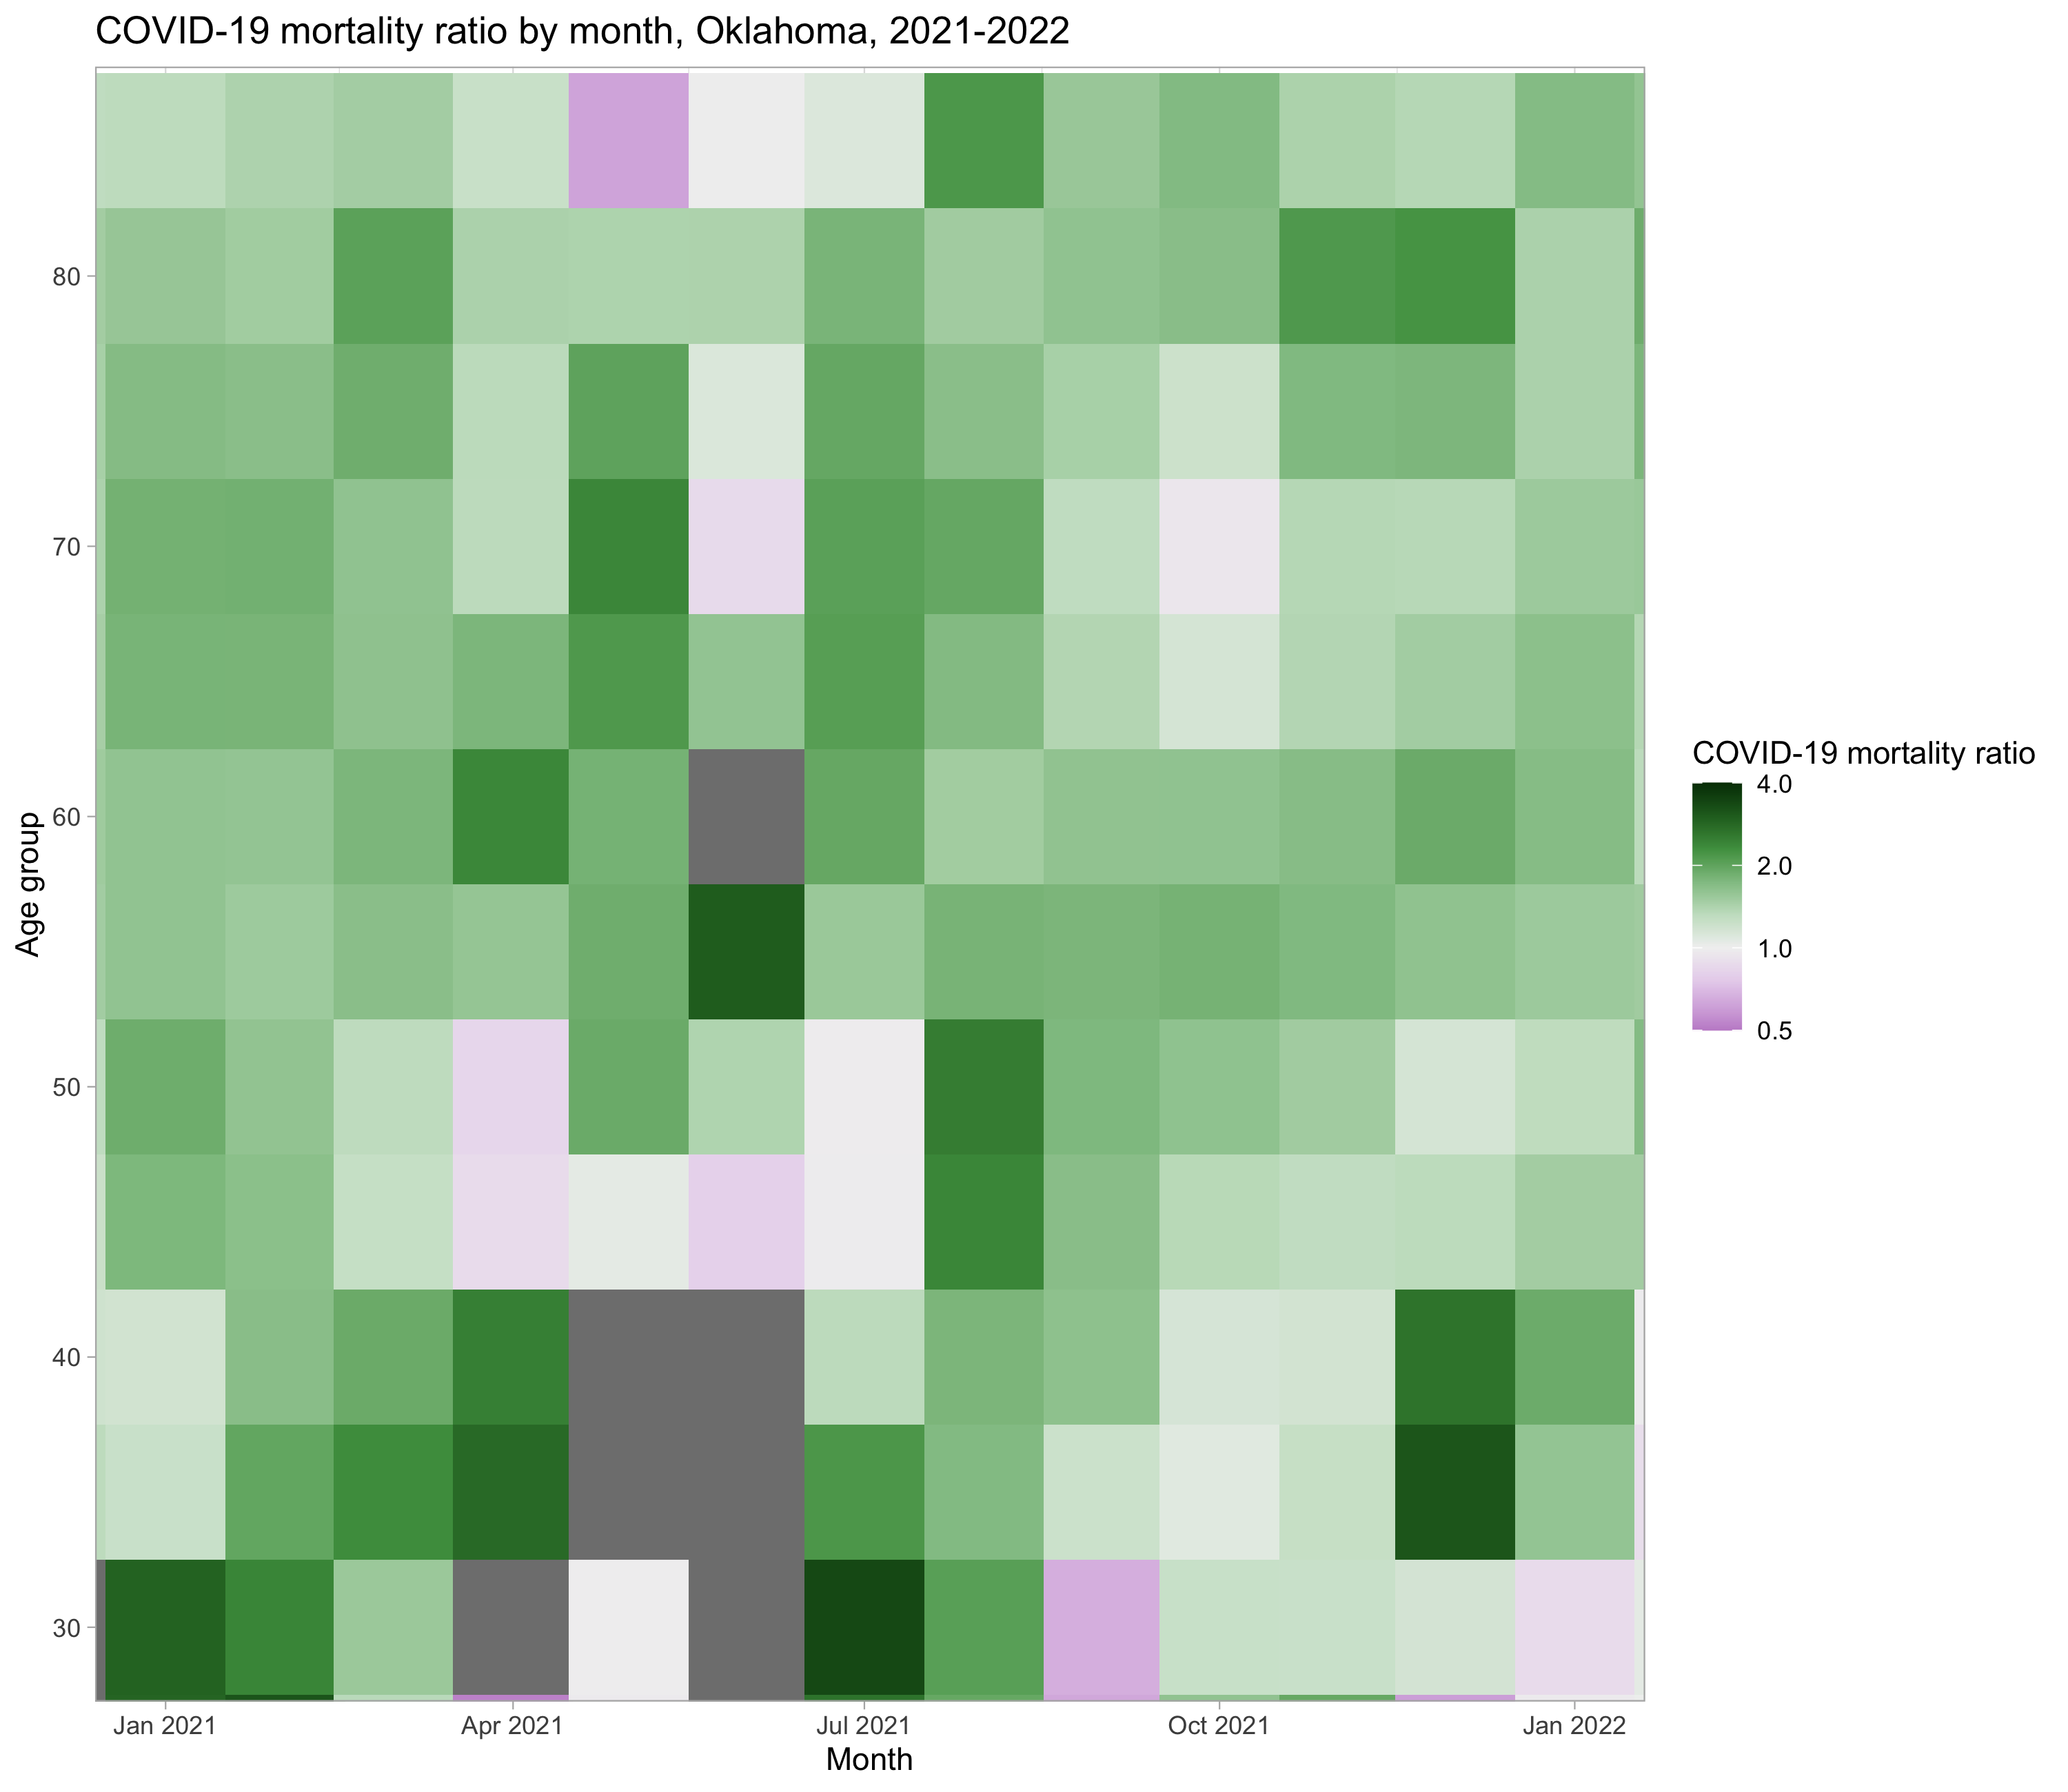 COVID-19 mortality ratio by month, Oklahoma, 2021-2022
80
70
60
50
40
30
Age group
Jan 2021
Apr 2021
Jul 2021
Oct 2021
Jan 2022
Month
COVID-19 mortality ratio
4.0
2.0
1.0
0.5